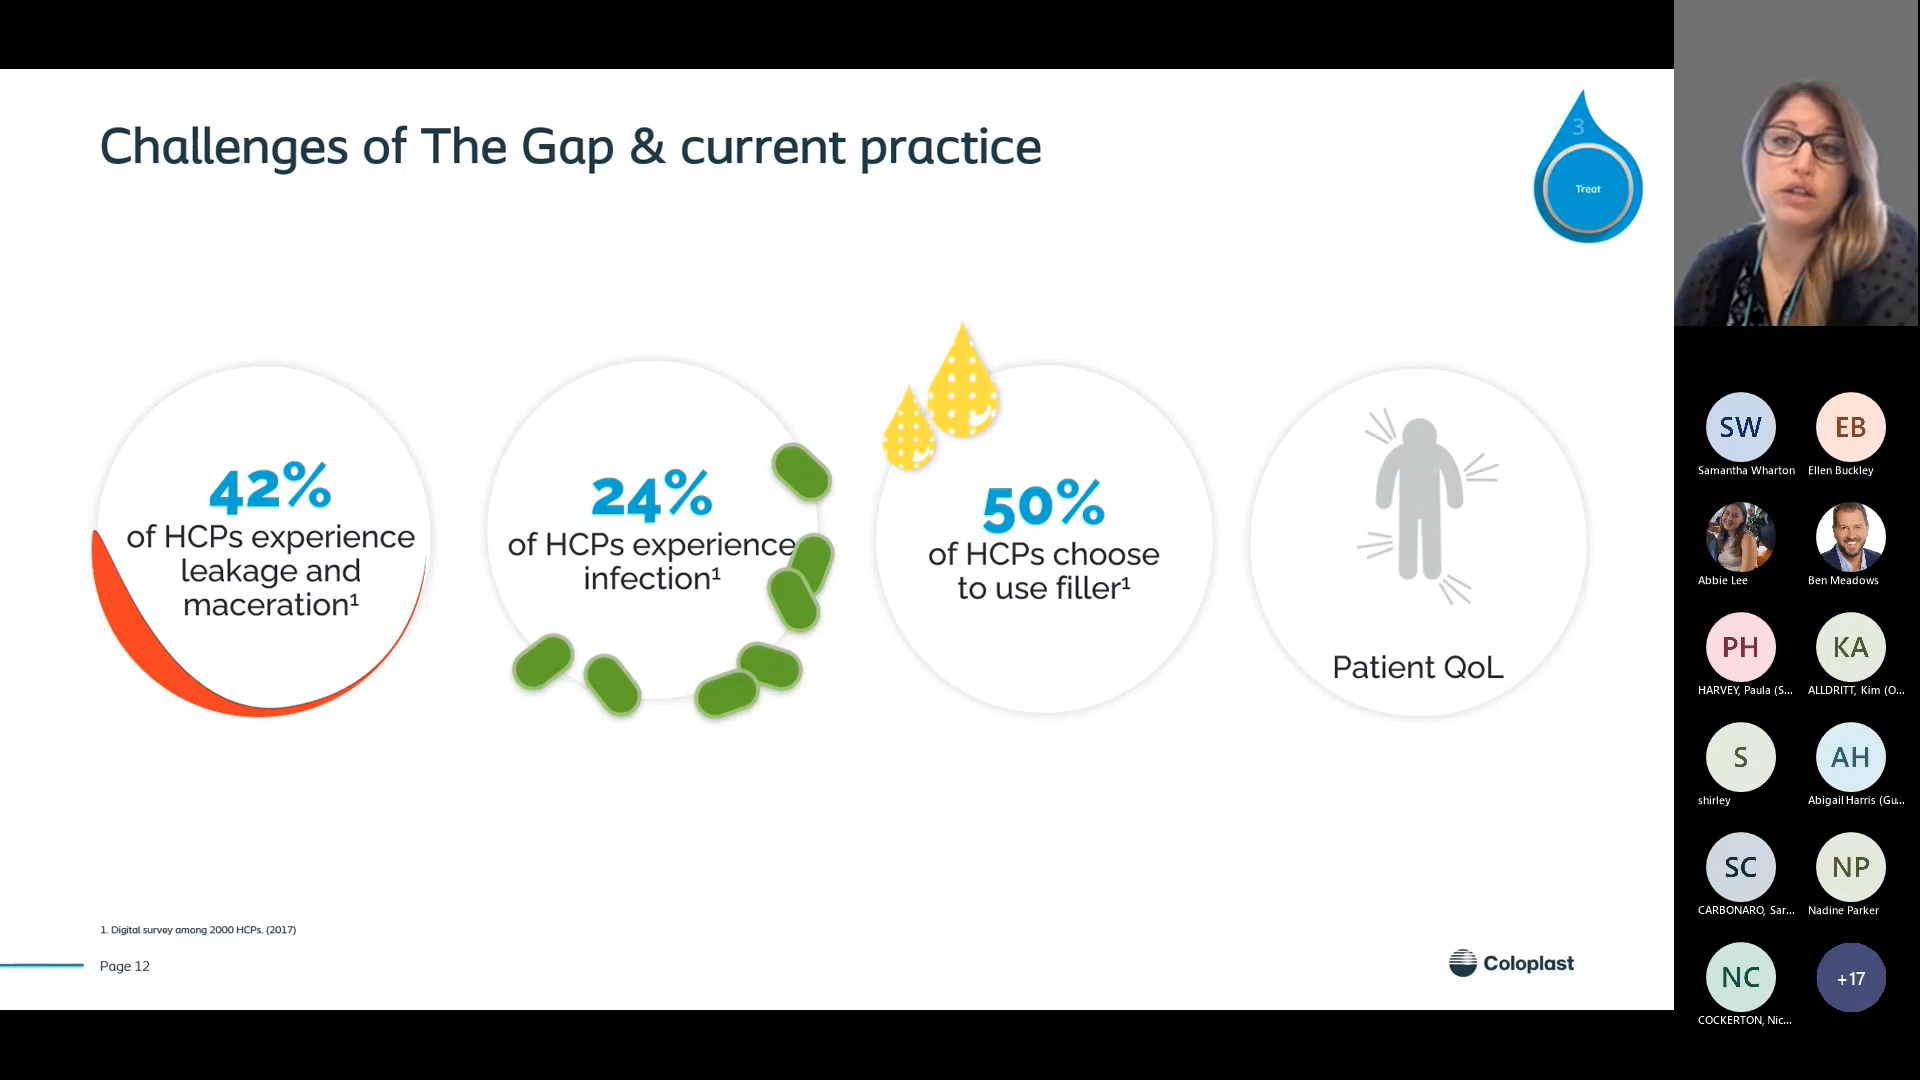 Challenges of The Gap & current practice
3
Treat
42%
of HCPs experience
leakage and
maceration¹
24%
of HCPs experience
infection¹
50%
of HCPs choose
to use filler¹
Patient QoL
1. Digital survey among 2000 HCPs. (2017)
Page 12
Coloplast
SW
Samantha Wharton
EB
Ellen Buckley
Abbie Lee
Ben Meadows
PH
HARVEY, Paula (S...
KA
ALLDRITT, Kim (O...
S
shirley
AH
Abigail Harris (Gu...
SC
CARBONARO, Sar...
NP
Nadine Parker
NC
COCKERTON, Nic...
+17